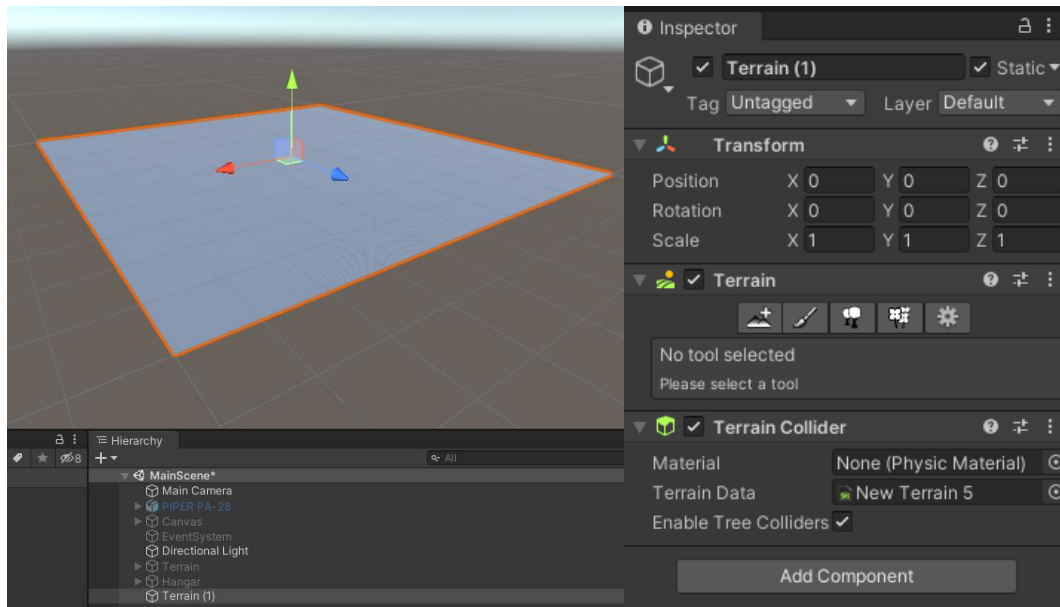 Inspector
Terrain (1)
Static
Tag Untagged Layer Default
Transform
Position X 0 Y 0 Z 0
Rotation X 0 Y 0 Z 0
Scale X 1 Y 1 Z 1
Terrain
No tool selected
Please select a tool
Terrain Collider
Material None (Physic Material)
Terrain Data New Terrain 5
Enable Tree Colliders
Add Component
Hierarchy
8
All
MainScene*
Main Camera
PIPER PA-28
Canvas
EventSystem
Directional Light
Terrain
Hangar
Terrain (1)